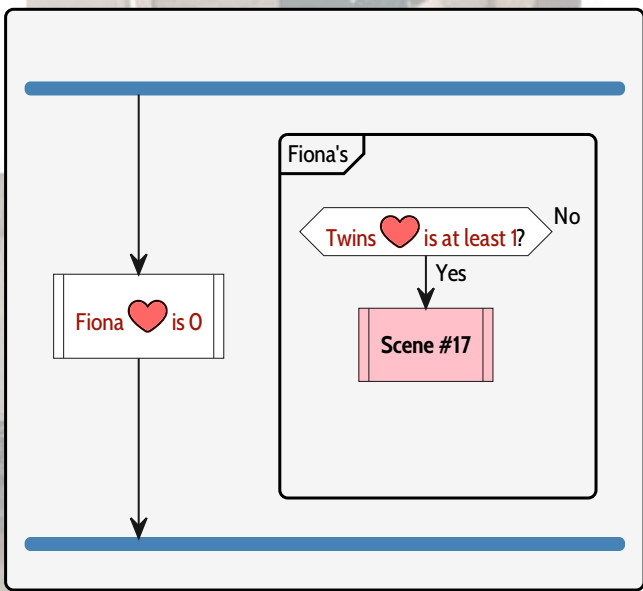 Fiona's
Twins ❤ is at least 1?
No
Yes
Fiona ❤ is 0
Scene #17